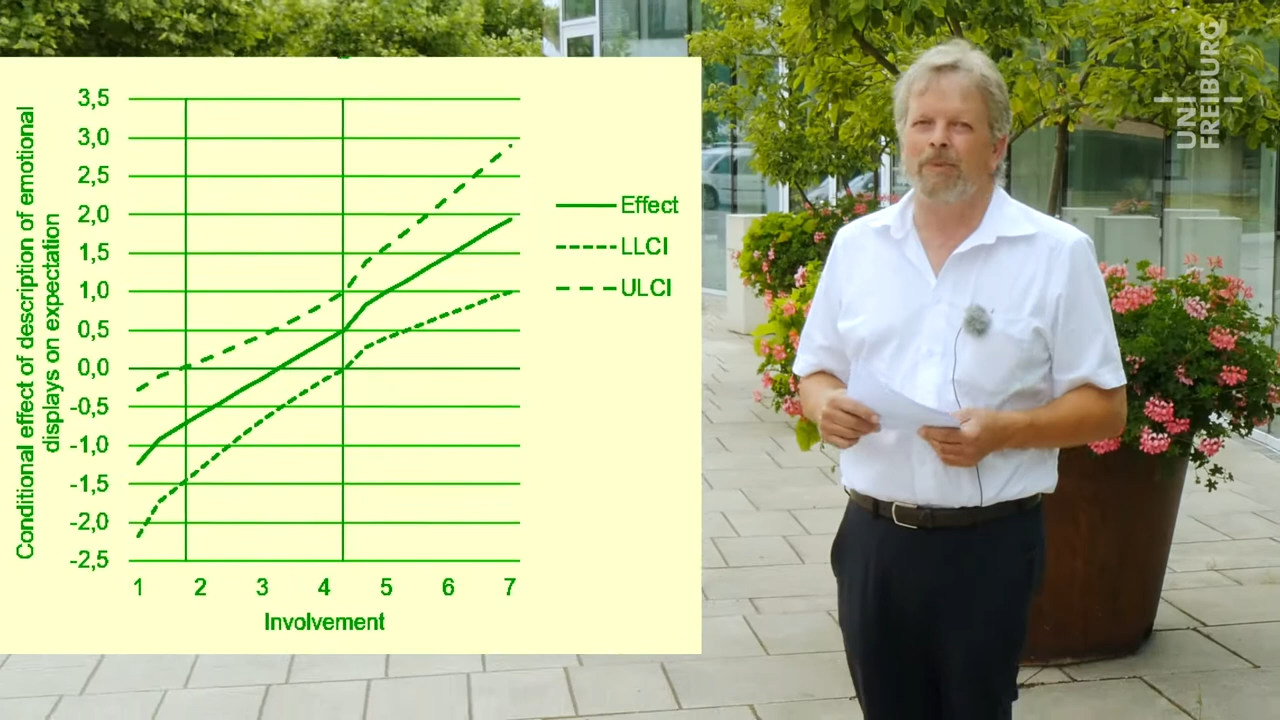 Conditional effect of description of emotional
displays on expectation
3,5
3,0
2,5
2,0
1,5
1,0
0,5
0,0
-0,5
-1,0
-1,5
-2,0
-2,5
1 2 3 4 5 6 7
Involvement
Effect
LLCI
ULCI
UNI
FREIBURG